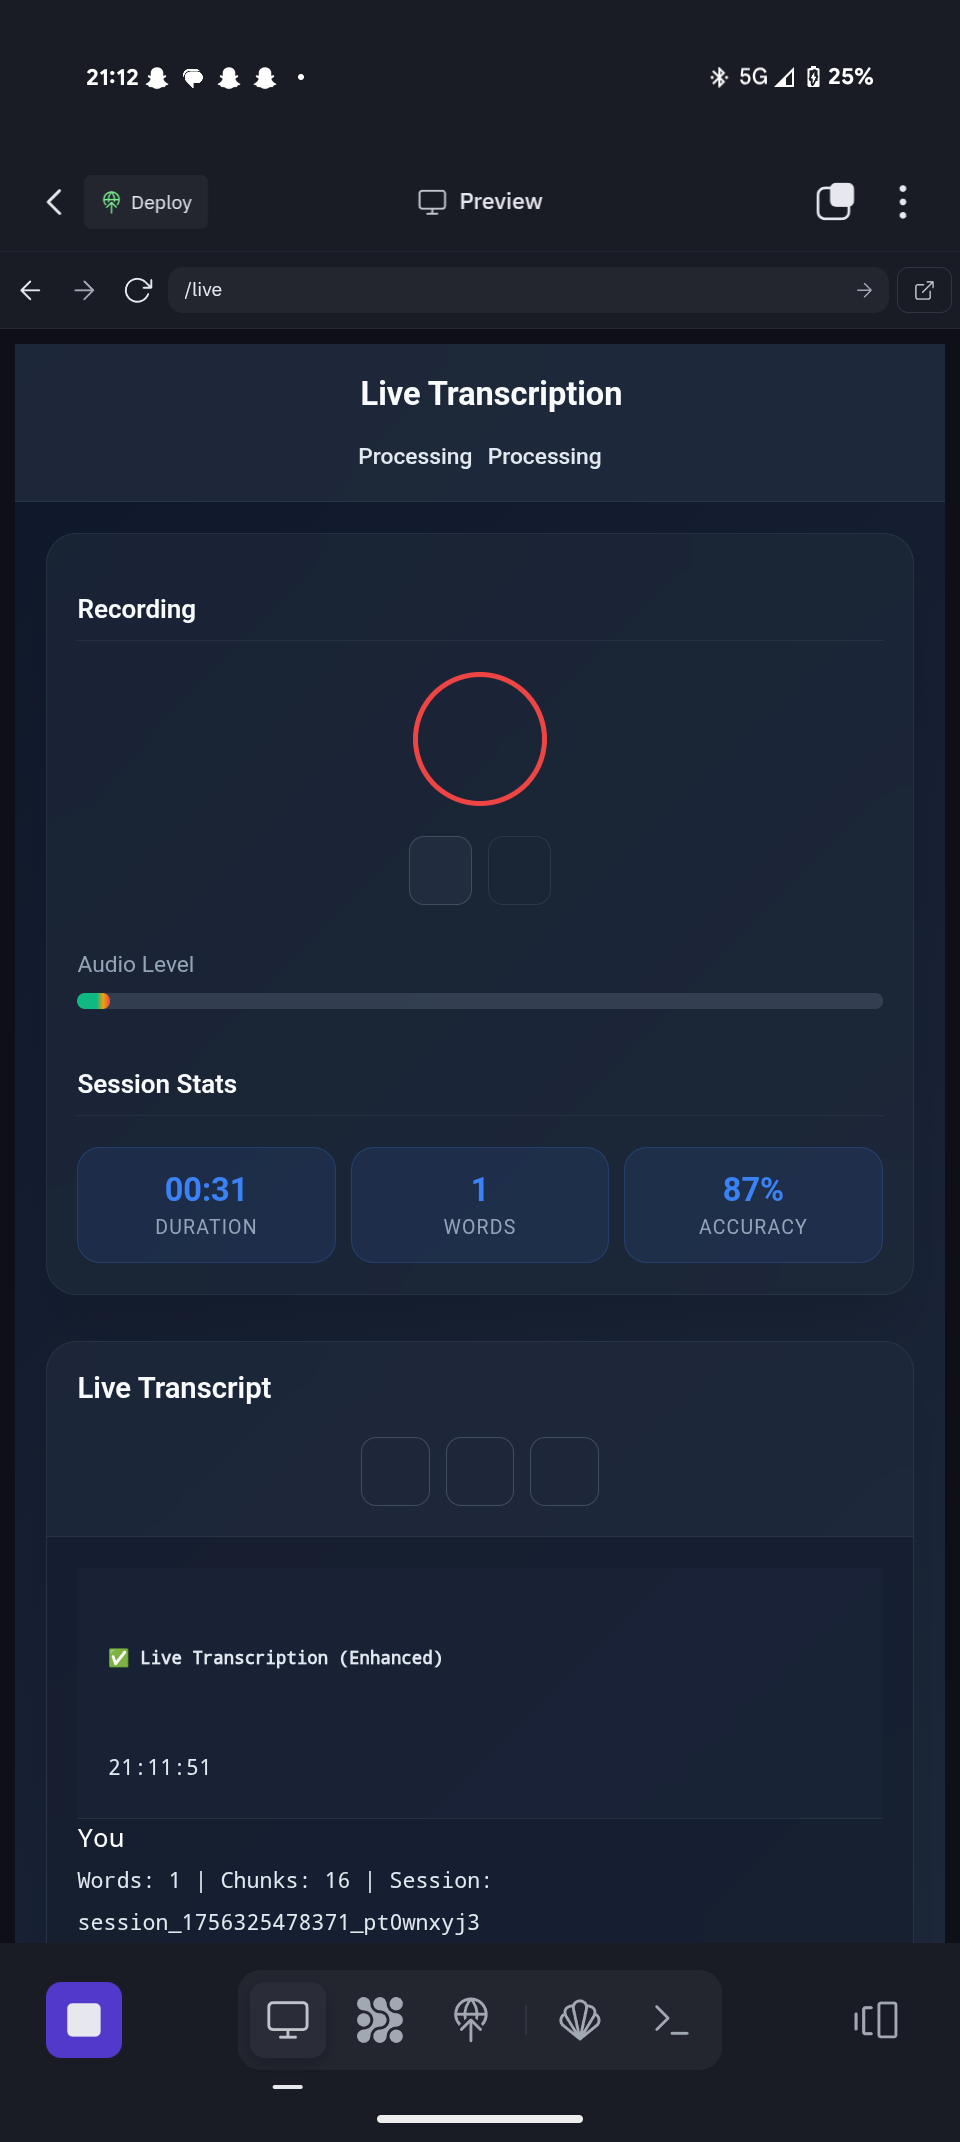 21:12
5G 25%
Deploy
Preview
/live
Live Transcription
Processing Processing
Recording
Audio Level
Session Stats
00:31
DURATION
1
WORDS
87%
ACCURACY
Live Transcript
✅ Live Transcription (Enhanced)
21:11:51
You
Words: 1 | Chunks: 16 | Session:
session_1756325478371_pt0wnxyj3